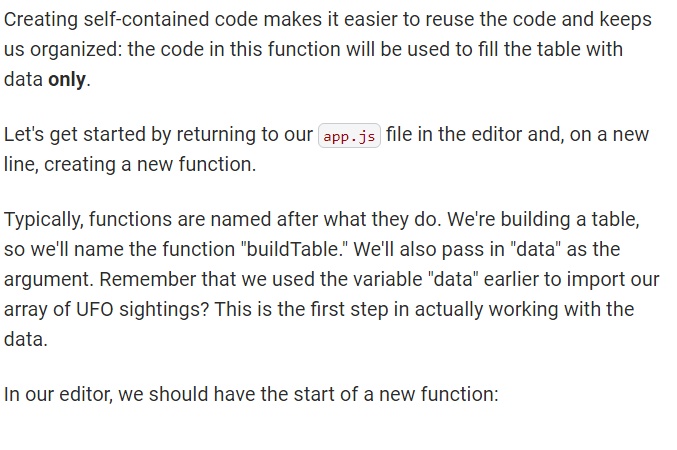 Creating self-contained code makes it easier to reuse the code and keeps
us organized: the code in this function will be used to fill the table with
data only.
Let's get started by returning to our app.js file in the editor and, on a new
line, creating a new function.
Typically, functions are named after what they do. We're building a table,
so we'll name the function "buildTable." We'll also pass in "data" as the
argument. Remember that we used the variable "data" earlier to import our
array of UFO sightings? This is the first step in actually working with the
data.
In our editor, we should have the start of a new function: